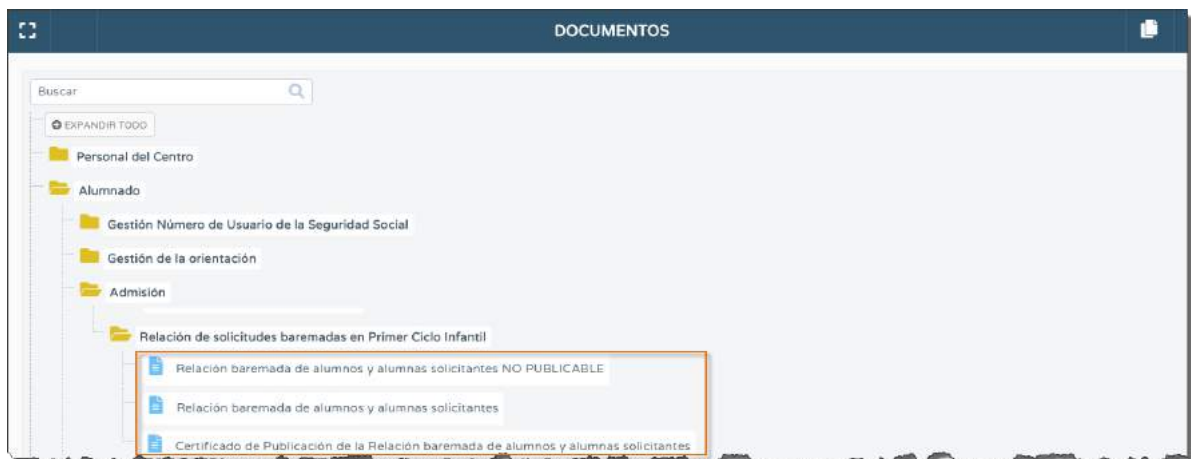 DOCUMENTOS
Buscar
EXPANDIR TODO
Personal del Centro
Alumnado
Gestión Número de Usuario de la Seguridad Social
Gestión de la orientación
Admisión
Relación de solicitudes baremadas en Primer Ciclo Infantil
Relación baremada de alumnos y alumnas solicitantes NO PUBLICABLE
Relación baremada de alumnos y alumnas solicitantes
Certificado de Publicación de la Relación baremada de alumnos y alumnas solicitantes